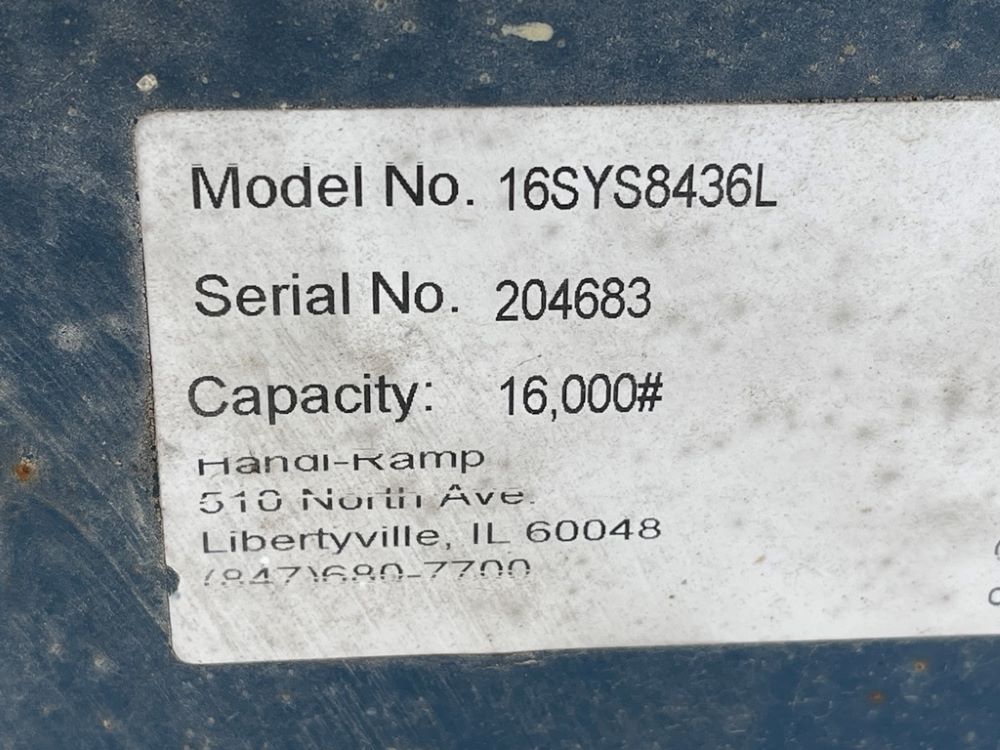 Model No. 16SYS8436L
Serial No. 204683
Capacity: 16,000#
Handi-Ramp
510 North Ave.
Libertyville, IL 60048
(847)680-7700